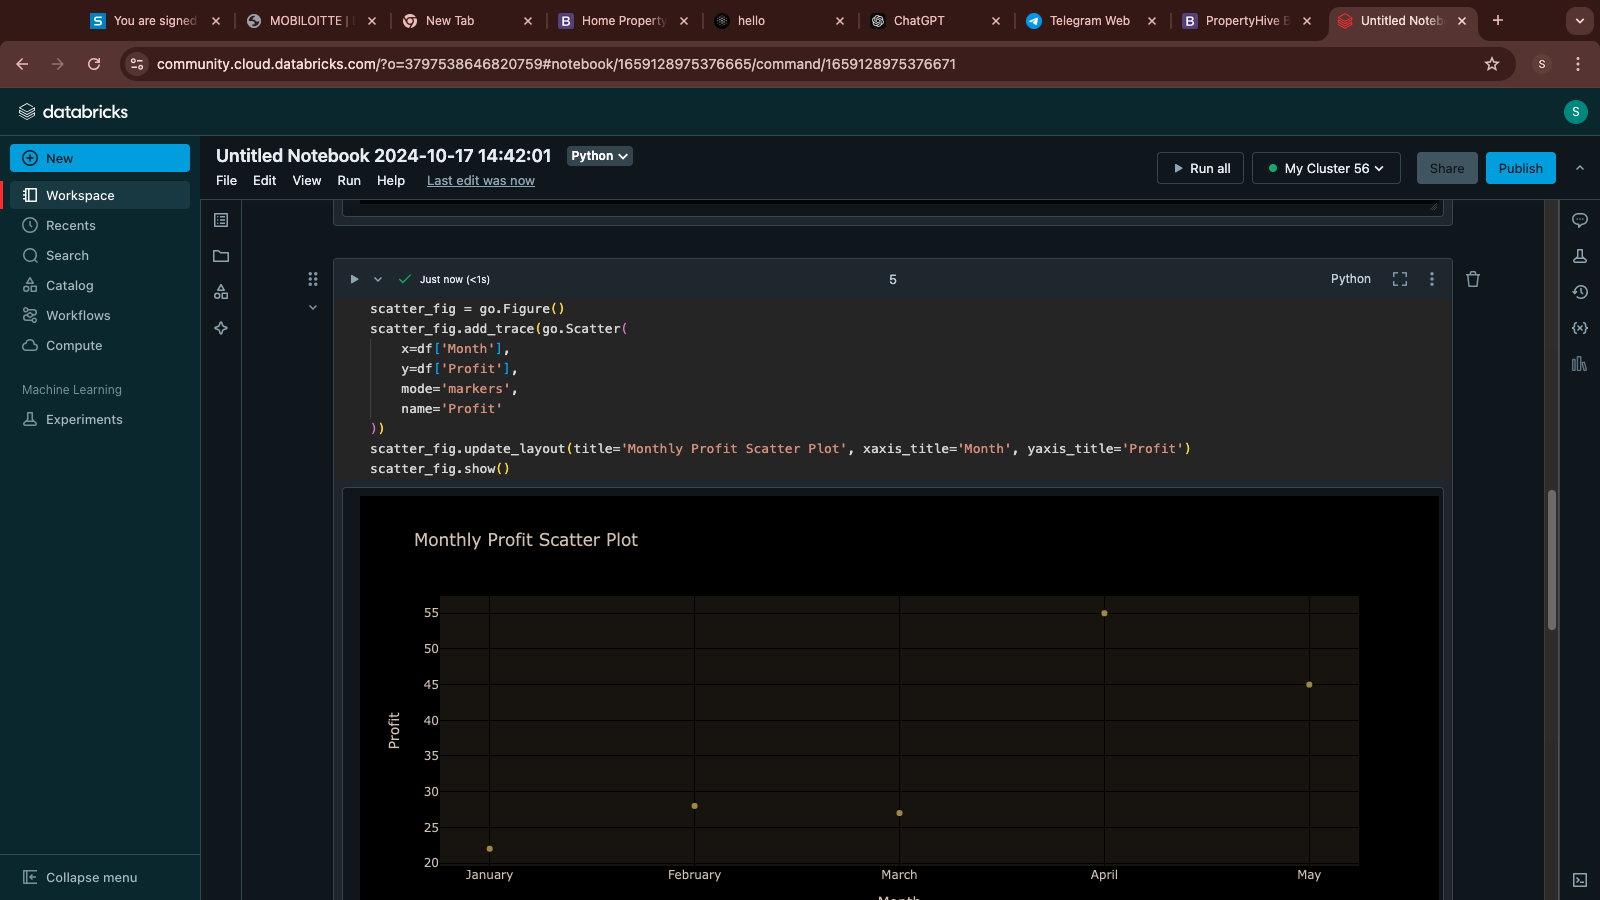 You are signed
MOBILOITTE |
New Tab
Home Property
hello
ChatGPT
Telegram Web
PropertyHive
Untitled Noteb
community.cloud.databricks.com/?o=3797538646820759#notebook/1659128975376665/command/1659128975376671
S
databricks
S
New
Workspace
Recents
Search
Catalog
Workflows
Compute
Machine Learning
Experiments
Collapse menu
Untitled Notebook 2024-10-17 14:42:01 Python
File Edit View Run Help Last edit was now
Run all
My Cluster 56
Share
Publish
Just now (<1s)
5
Python
scatter_fig = go.Figure()
scatter_fig.add_trace(go.Scatter(
x=df['Month'],
y=df['Profit'],
mode='markers',
name='Profit'
))
scatter_fig.update_layout(title='Monthly Profit Scatter Plot', xaxis_title='Month', yaxis_title='Profit')
scatter_fig.show()
Monthly Profit Scatter Plot
55
50
45
40
35
30
25
20
Profit
January February March April May
Month